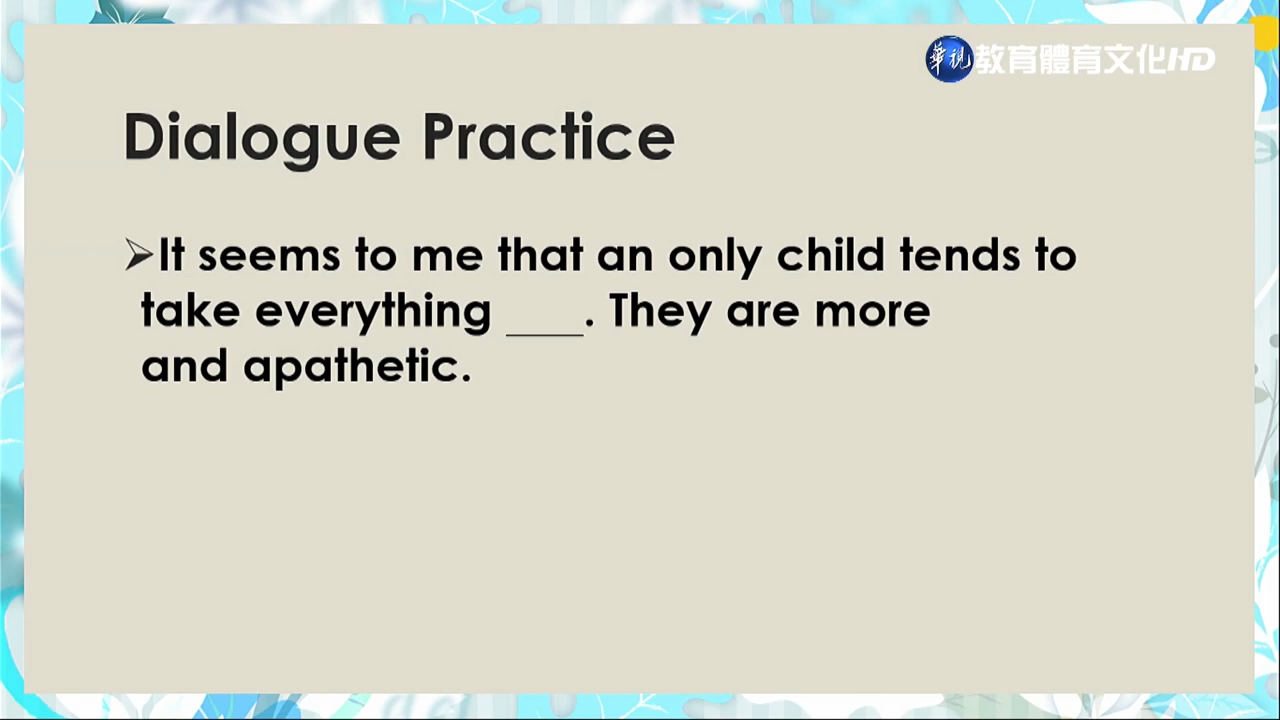 華視 教育體育文化HD
Dialogue Practice
➢It seems to me that an only child tends to
take everything ____. They are more
and apathetic.